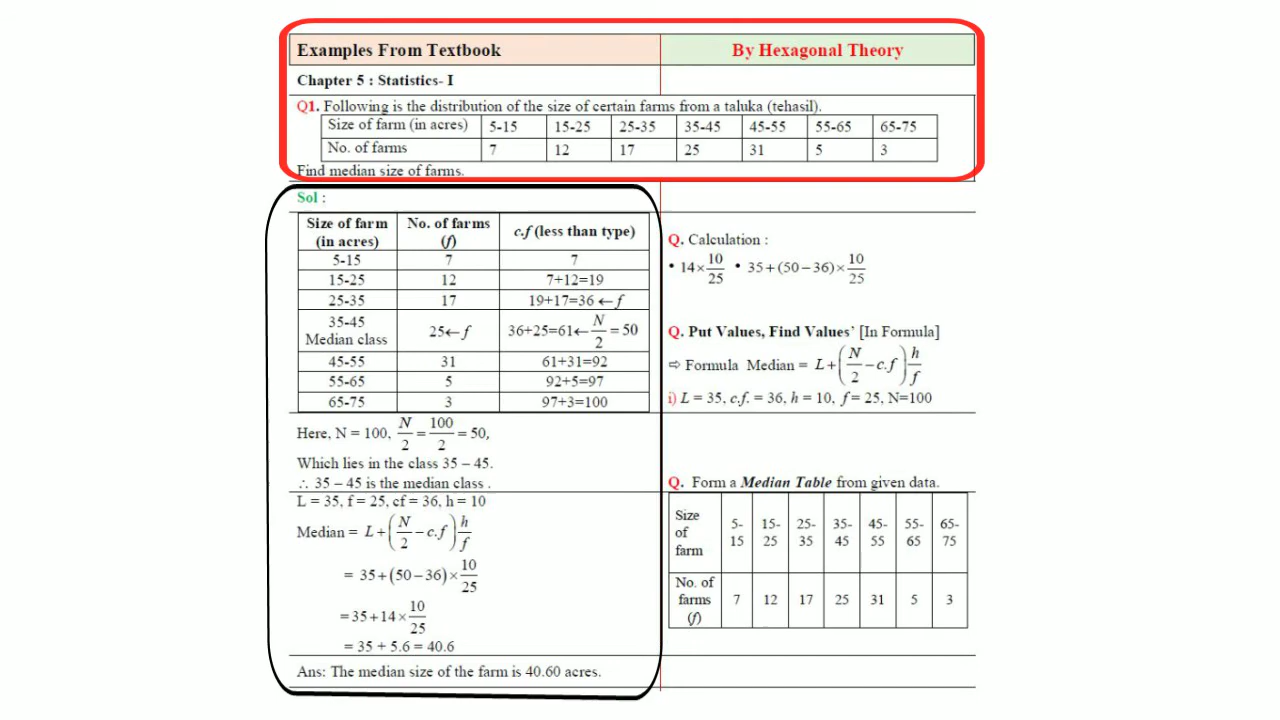 Examples From Textbook
By Hexagonal Theory
Chapter 5 : Statistics- I
Q1. Following is the distribution of the size of certain farms from a taluka (tehasil).
Size of farm (in acres) 5-15 15-25 25-35 35-45 45-55 55-65 65-75
No. of farms 7 12 17 25 31 5 3
Find median size of farms.
Sol :
Size of farm (in acres) No. of farms (f) c.f (less than type)
5-15 7 7
15-25 12 7+12=19
25-35 17 19+17=36 ←f
35-45 Median class 25←f 36+25=61←N/2 = 50
45-55 31 61+31=92
55-65 5 92+5=97
65-75 3 97+3=100
Here, N = 100, N/2 = 100/2 = 50,
Which lies in the class 35 – 45.
∴ 35 – 45 is the median class .
L = 35, f = 25, cf = 36, h = 10
Median = L+(N/2 – c.f) h/f
= 35+(50–36)×10/25
=35+14×10/25
= 35 + 5.6 = 40.6
Ans: The median size of the farm is 40.60 acres.
Q. Calculation :
• 14×10/25 • 35+(50–36)×10/25
Q. Put Values, Find Values' [In Formula]
⇨ Formula Median = L+(N/2 – c.f) h/f
i) L = 35, c.f. = 36, h = 10, f = 25, N=100
Q. Form a Median Table from given data.
Size of farm 5-15 15-25 25-35 35-45 45-55 55-65 65-75
No. of farms (f) 7 12 17 25 31 5 3